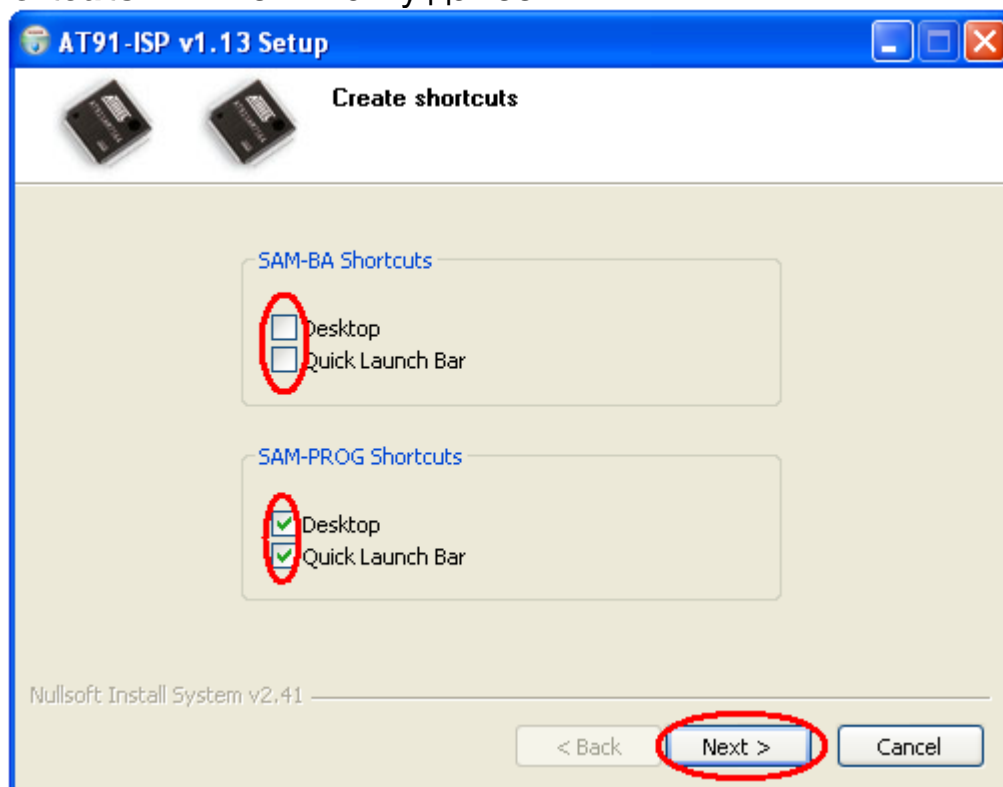 AT91-ISP v1.13 Setup
Create shortcuts
SAM-BA Shortcuts
Desktop
Quick Launch Bar
SAM-PROG Shortcuts
Desktop
Quick Launch Bar
Nullsoft Install System v2.41
< Back Next > Cancel